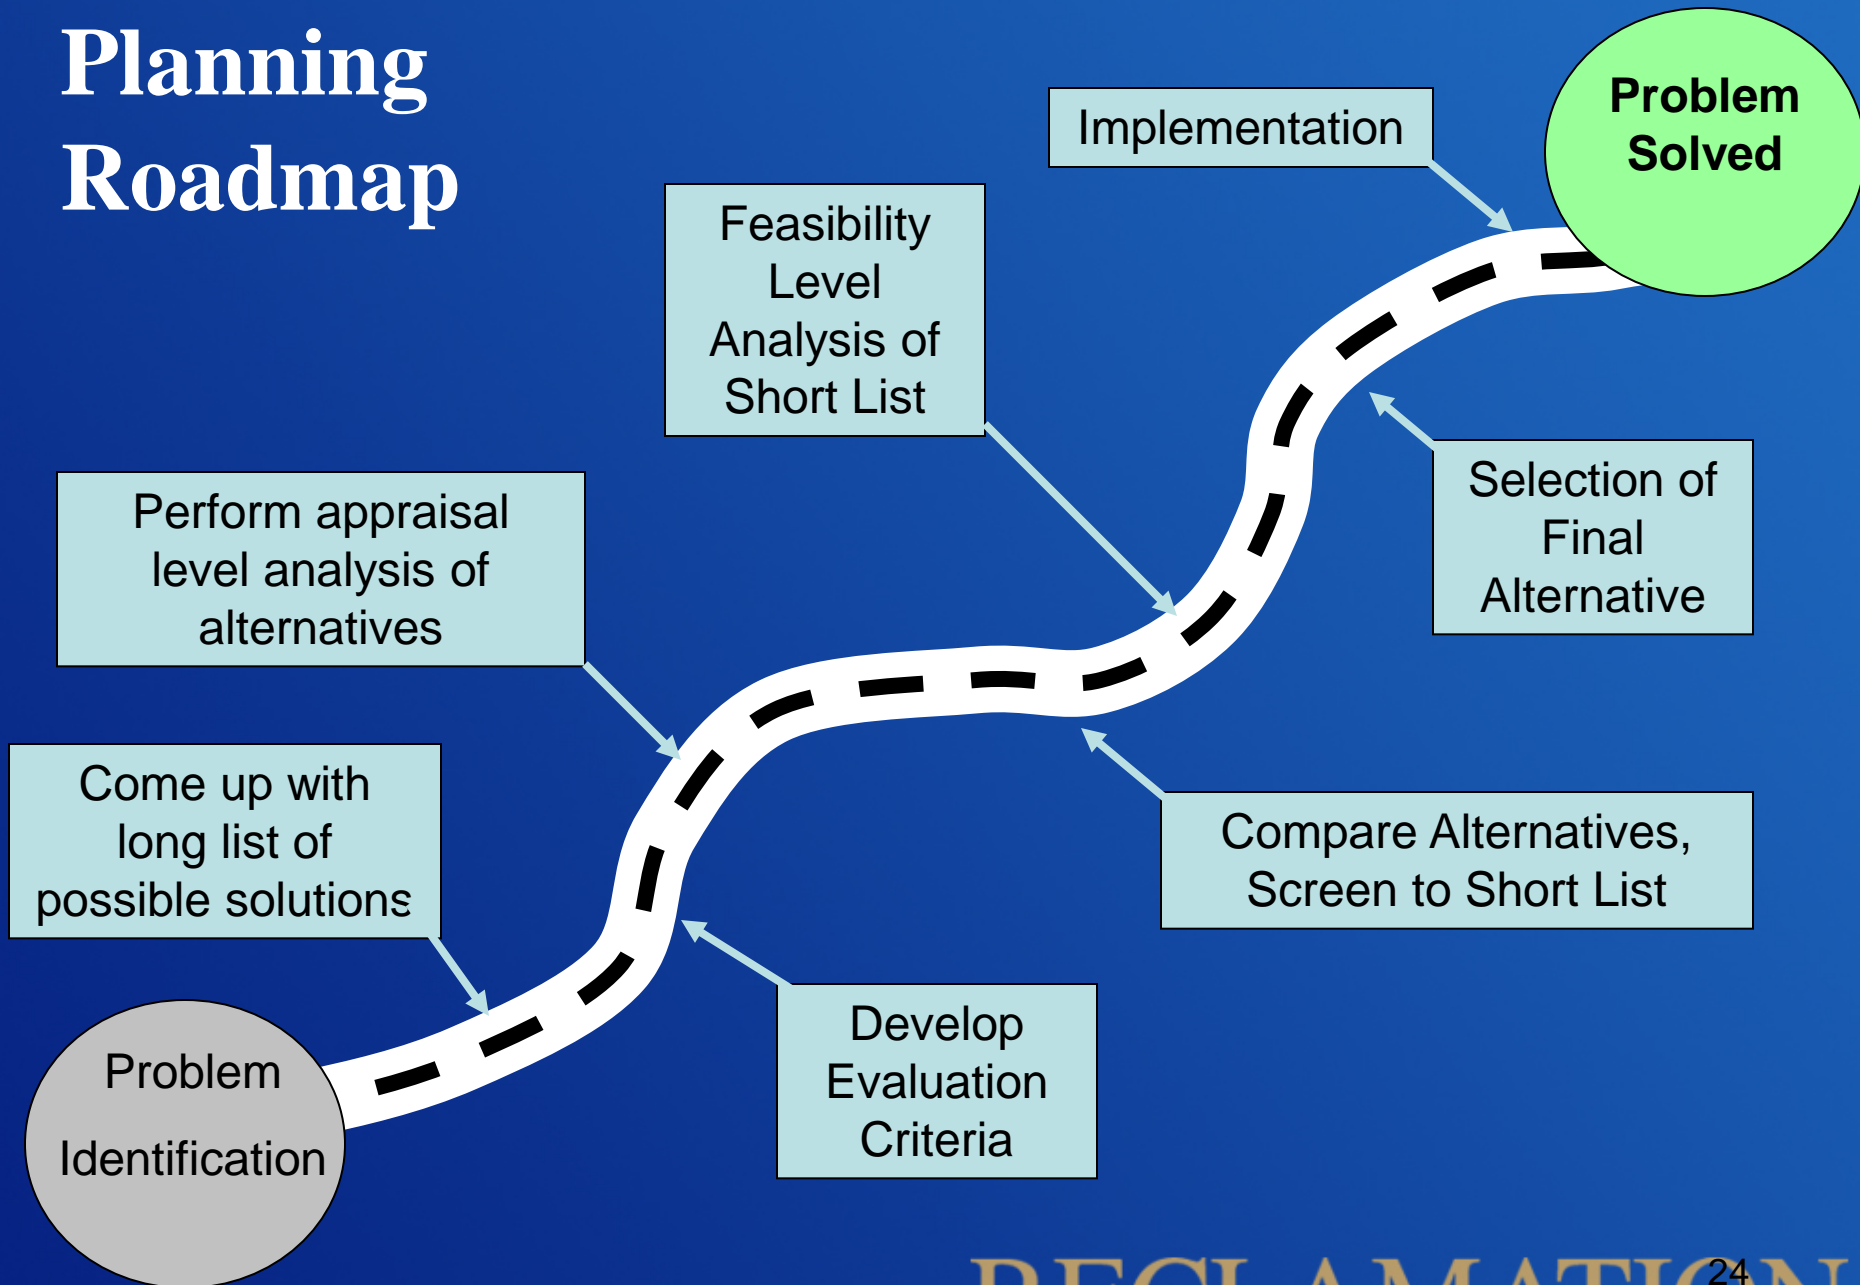 Planning
Roadmap
Problem
Solved
Implementation
Feasibility
Level
Analysis of
Short List
Selection of
Final
Alternative
Perform appraisal
level analysis of
alternatives
Come up with
long list of
possible solutions
Compare Alternatives,
Screen to Short List
Develop
Evaluation
Criteria
Problem
Identification
24
RECLAMATION